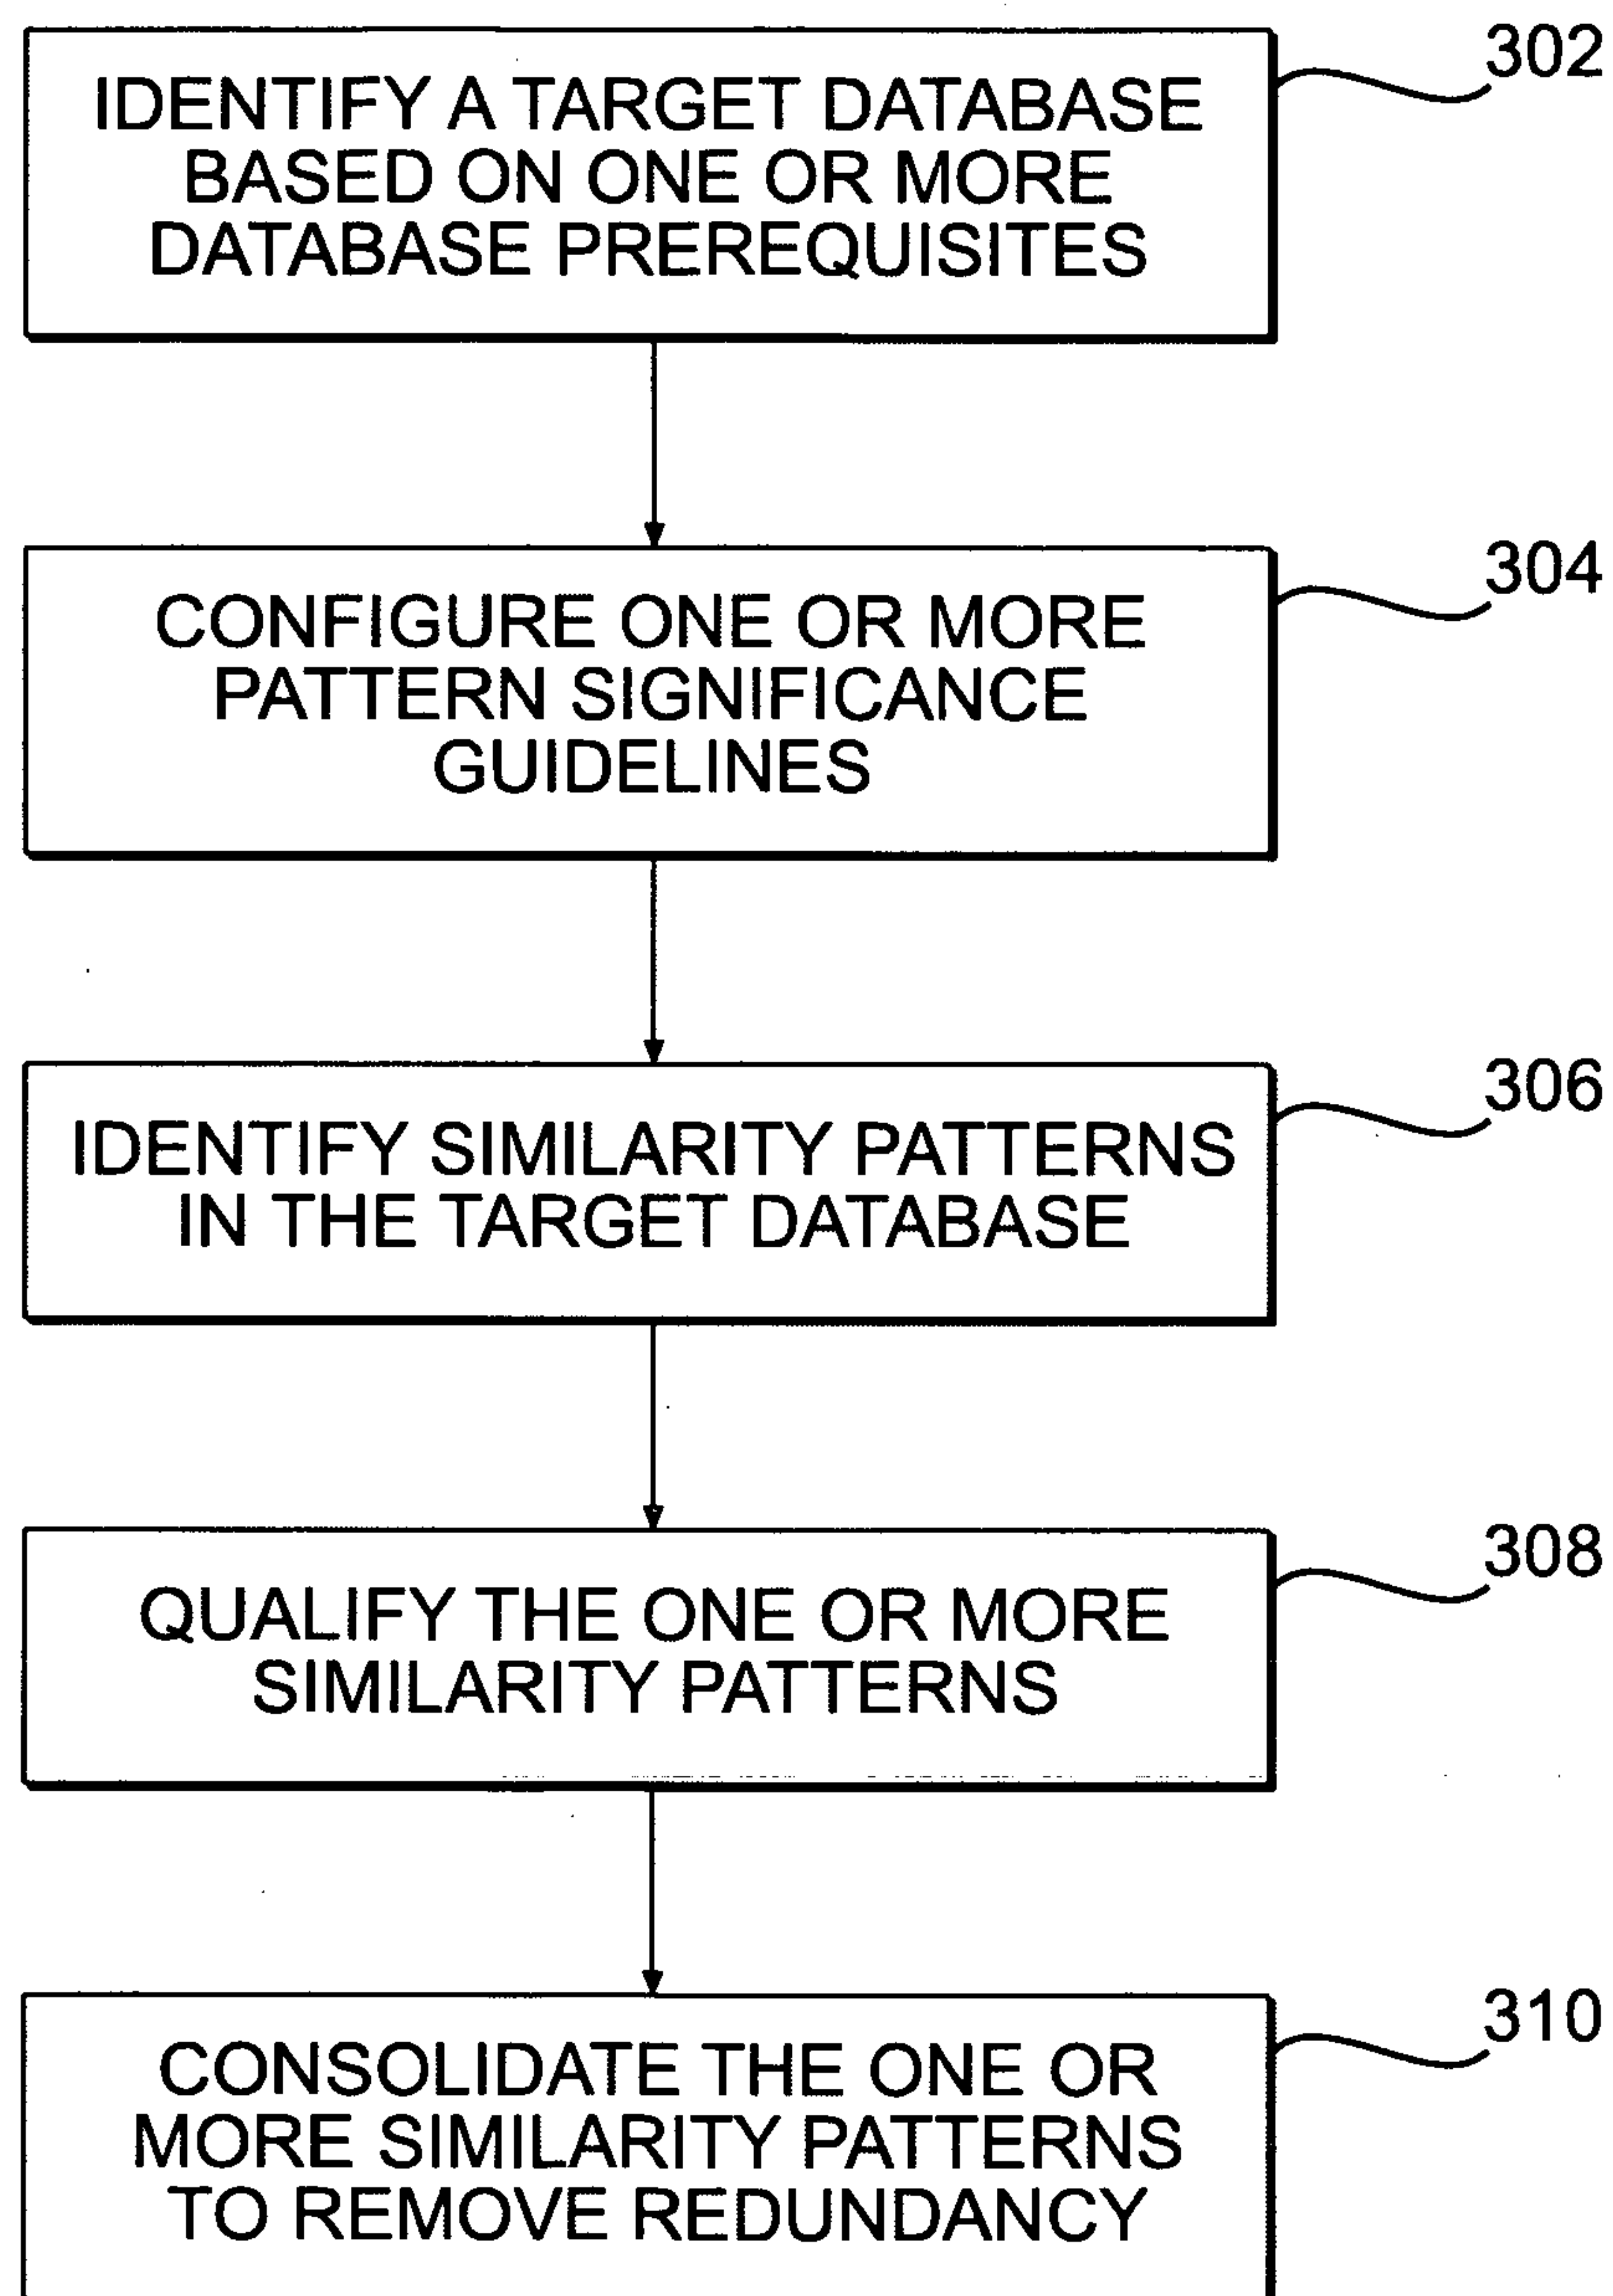 302
IDENTIFY A TARGET DATABASE
BASED ON ONE OR MORE
DATABASE PREREQUISITES
304
CONFIGURE ONE OR MORE
PATTERN SIGNIFICANCE
GUIDELINES
306
IDENTIFY SIMILARITY PATTERNS
IN THE TARGET DATABASE
308
QUALIFY THE ONE OR MORE
SIMILARITY PATTERNS
310
CONSOLIDATE THE ONE OR
MORE SIMILARITY PATTERNS
TO REMOVE REDUNDANCY